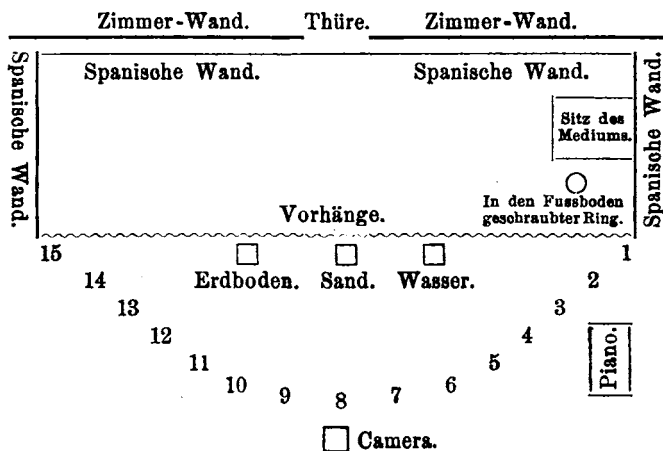 Zimmer-Wand. Thüre. Zimmer-Wand.
Spanische Wand.
Spanische Wand. Spanische Wand.
Spanische Wand.
Sitz des
Mediums.
In den Fussboden
geschraubter Ring.
Vorhänge.
15 1
14 Erdboden. Sand. Wasser. 2
13 3
12 4
11 5
10 9 8 7 6
Piano.
Camera.